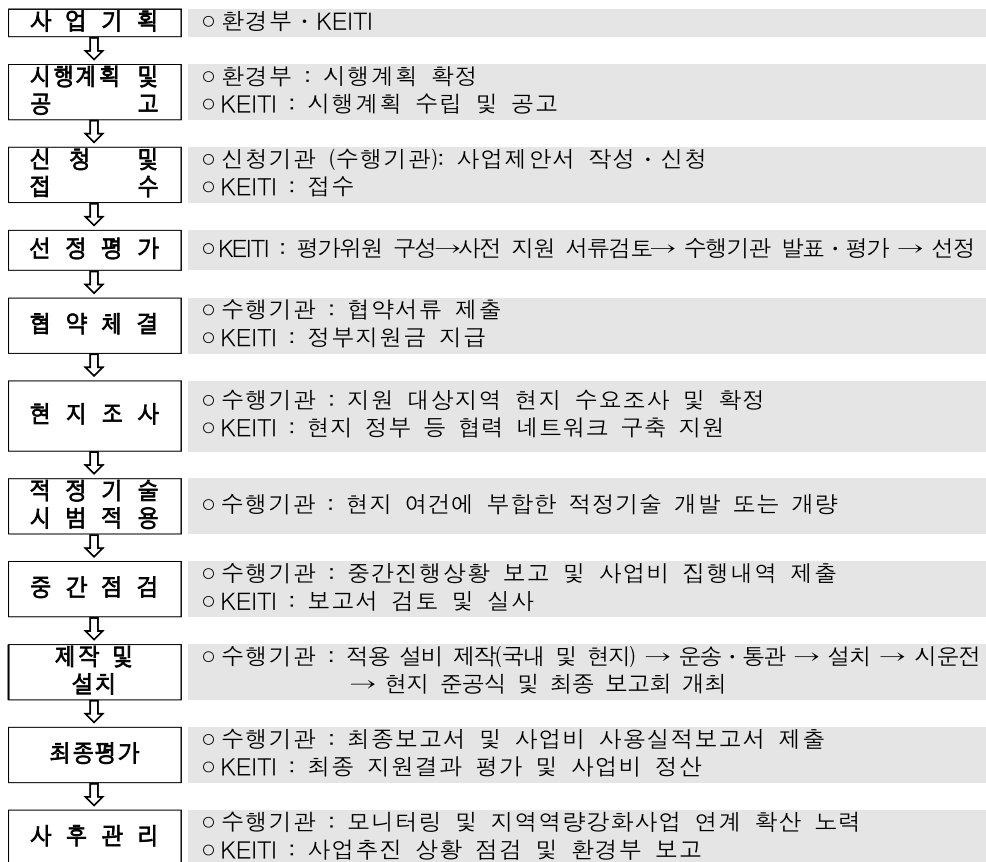 사 업 기 획
○ 환경부 · KEITI
시행계획 및
공 고
○ 환경부 : 시행계획 확정
○ KEITI : 시행계획 수립 및 공고
신 청 및
접 수
○ 신청기관 (수행기관): 사업제안서 작성 · 신청
○ KEITI : 접수
선 정 평 가
○ KEITI : 평가위원 구성→사전 지원 서류검토→ 수행기관 발표 · 평가 → 선정
협 약 체 결
○ 수행기관 : 협약서류 제출
○ KEITI : 정부지원금 지급
현 지 조 사
○ 수행기관 : 지원 대상지역 현지 수요조사 및 확정
○ KEITI : 현지 정부 등 협력 네트워크 구축 지원
적 정 기 술
시 범 적 용
○ 수행기관 : 현지 여건에 부합한 적정기술 개발 또는 개량
중 간 점 검
○ 수행기관 : 중간진행상황 보고 및 사업비 집행내역 제출
○ KEITI : 보고서 검토 및 실사
제작 및
설치
○ 수행기관 : 적용 설비 제작(국내 및 현지) → 운송 · 통관 → 설치 → 시운전
→ 현지 준공식 및 최종 보고회 개최
최종평가
○ 수행기관 : 최종보고서 및 사업비 사용실적보고서 제출
○ KEITI : 최종 지원결과 평가 및 사업비 정산
사 후 관 리
○ 수행기관 : 모니터링 및 지역역량강화사업 연계 확산 노력
○ KEITI : 사업추진 상황 점검 및 환경부 보고